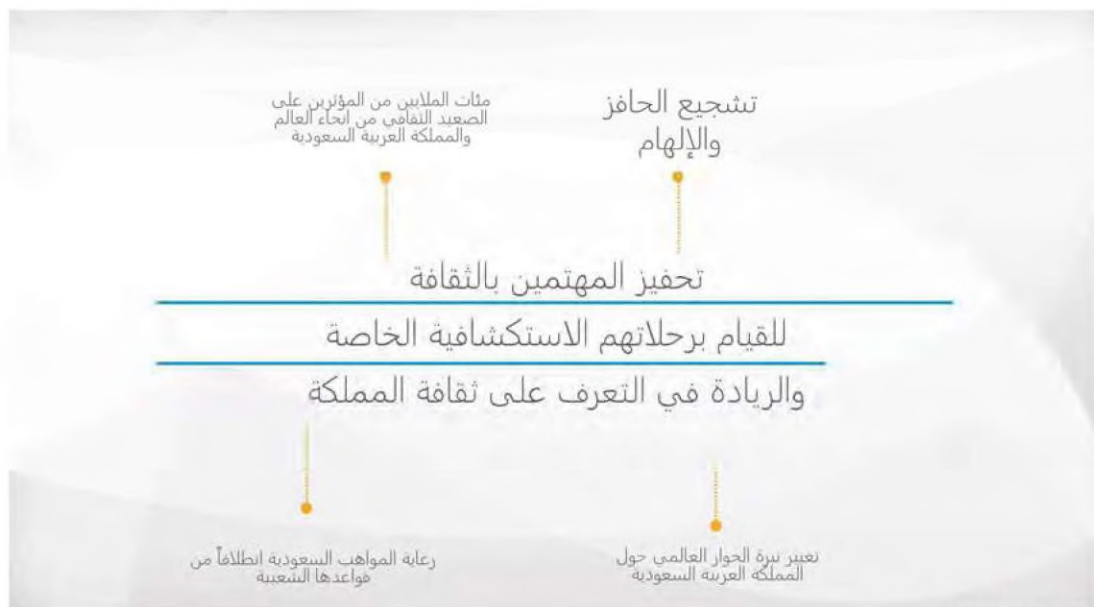 تشجيع الحافز
والإلهام
مئات الملايين من المؤثرين على
الصعيد الثقافي من انحاء العالم
والمملكة العربية السعودية
تحفيز المهتمين بالثقافة
للقيام برحلاتهم الاستكشافية الخاصة
والريادة في التعرف على ثقافة المملكة
تغيير نبرة الحوار العالمي حول
المملكة العربية السعودية
رعاية المواهب السعودية انطلاقاً من
قواعدها الشعبية